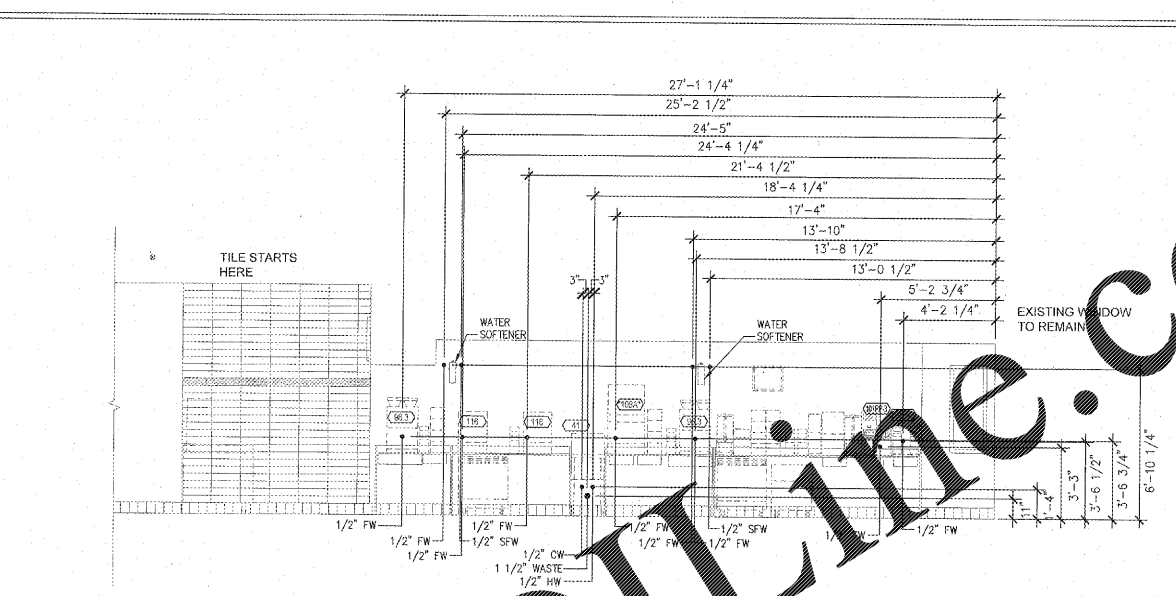 27'-1 1/4"
25'-2 1/2"
24'-5"
24'-4 1/4"
21'-4 1/2"
18'-4 1/4"
17'-4"
13'-10"
13'-8 1/2"
13'-0 1/2"
5'-2 3/4"
4'-2 1/4"
TILE STARTS
HERE
3" 3"
EXISTING WINDOW
TO REMAIN
WATER
SOFTENER
WATER
SOFTENER
116
116
41
11"
1'-4"
3'-3"
3'-6 1/2"
3'-6 3/4"
6'-10 1/4"
1/2" FW
1/2" FW
1/2" FW
1/2" FW
1/2" SFW
1/2" CW
1 1/2" WASTE
1/2" HW
1/2" FW
1/2" FW
1/2" SFW
1/2" FW
1/2" FW
Line.c